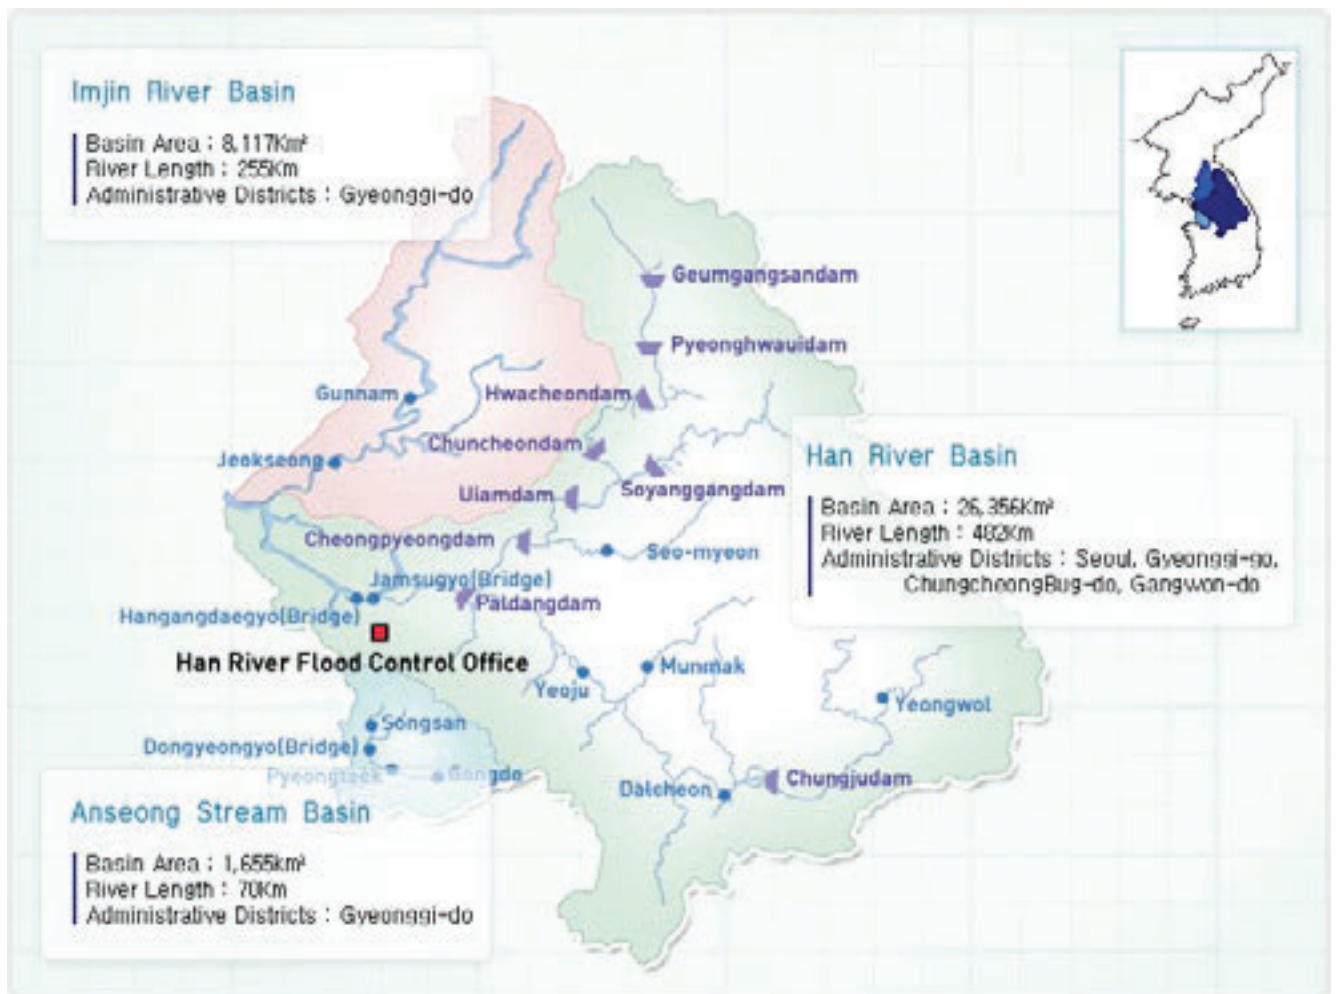 Imjin River Basin
Basin Area : 8,117Km²
River Length : 255Km
Administrative Districts : Gyeonggi-do
Geumgangsandam
Pyeonghwauidam
Hwacheondam
Gunnam
Chuncheondam
Jeokseong
Soyanggangdam
Uiamdam
Cheongpyeongdam
Seo-myeon
Jamsugyo(Bridge)
Paldangdam
Hangangdaegyo(Bridge)
Han River Flood Control Office
Han River Basin
Basin Area : 26,356Km²
River Length : 482Km
Administrative Districts : Seoul, Gyeonggi-go,
ChungcheongBug-do, Gangwon-do
Munmak
Yeoju
Yeongwol
Songsan
Dongyeongyo(Bridge)
Pyeongtaek
Gongdo
Chungjudam
Dalcheon
Anseong Stream Basin
Basin Area : 1,655km²
River Length : 70Km
Administrative Districts : Gyeonggi-do